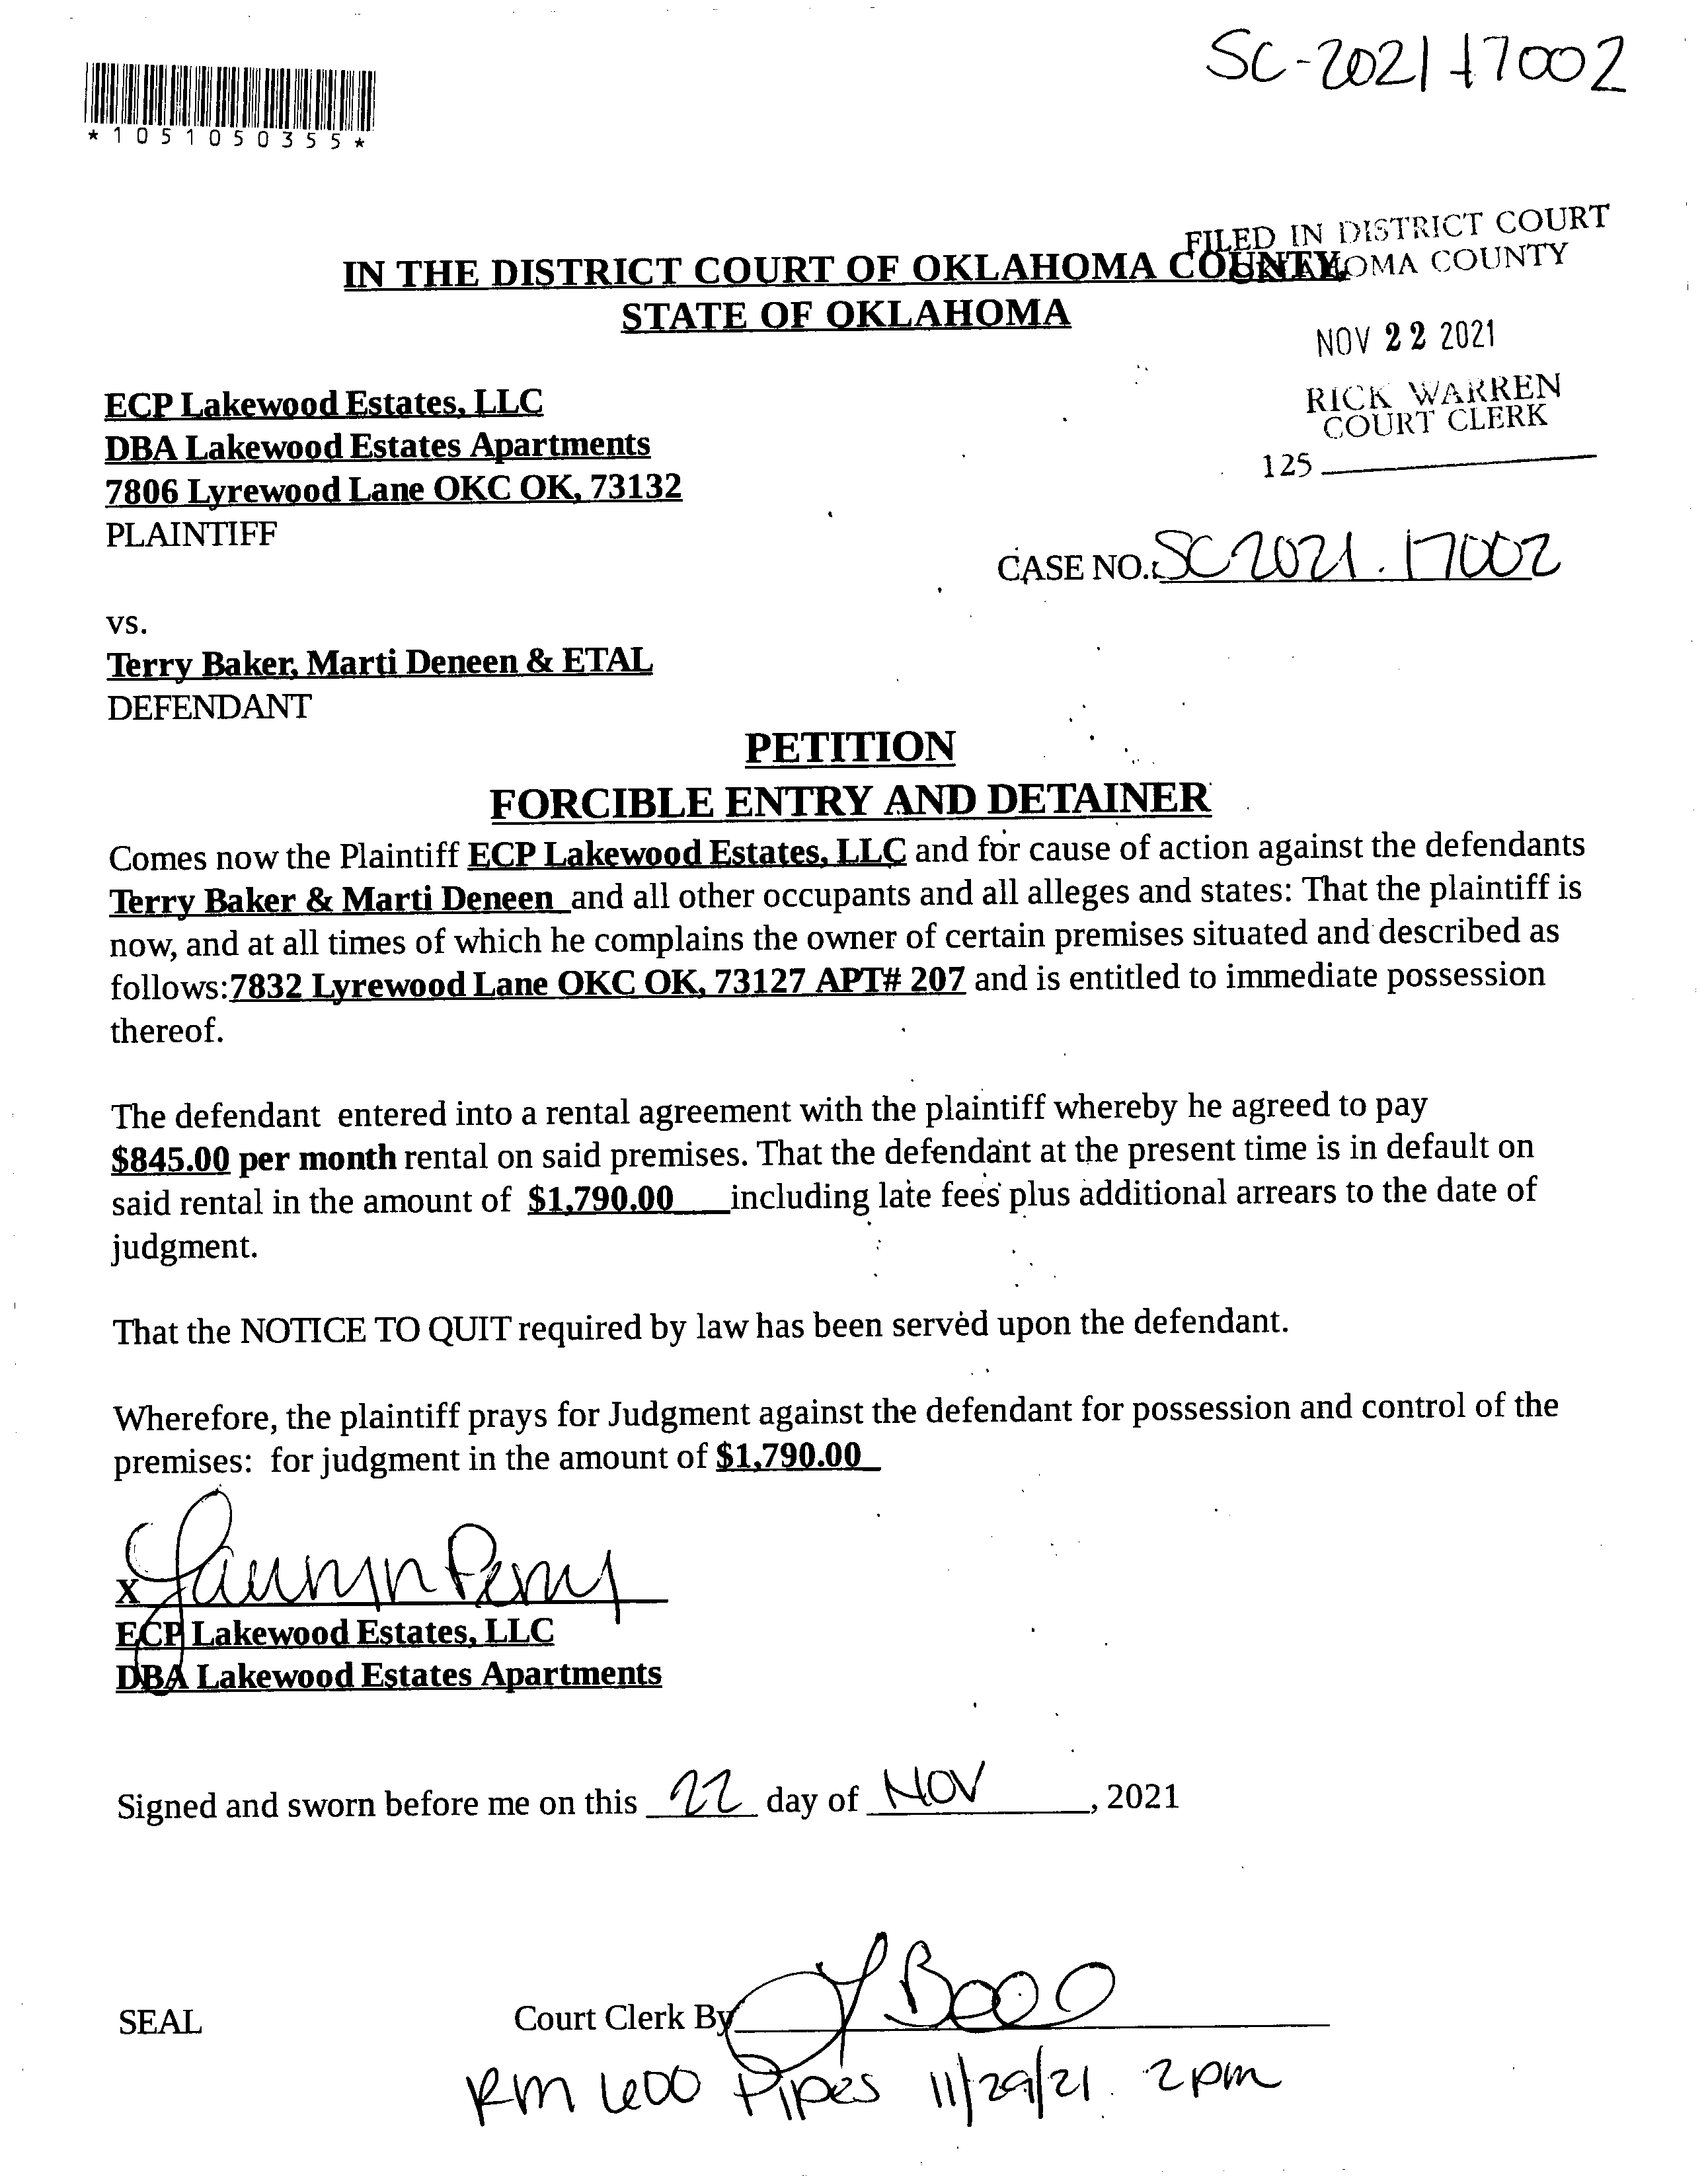 SC-2021-17002
*1051050355*
FILED IN DISTRICT COURT
OKLAHOMA COUNTY
IN THE DISTRICT COURT OF OKLAHOMA COUNTY,
STATE OF OKLAHOMA
NOV 22 2021
RICK WARREN
COURT CLERK
125
ECP Lakewood Estates, LLC
DBA Lakewood Estates Apartments
7806 Lyrewood Lane OKC OK, 73132
PLAINTIFF
CASE NO.: SC2021.17002
vs.
Terry Baker, Marti Deneen & ETAL
DEFENDANT
PETITION
FORCIBLE ENTRY AND DETAINER
Comes now the Plaintiff ECP Lakewood Estates, LLC and for cause of action against the defendants
Terry Baker & Marti Deneen and all other occupants and all alleges and states: That the plaintiff is
now, and at all times of which he complains the owner of certain premises situated and described as
follows:7832 Lyrewood Lane OKC OK, 73127 APT# 207 and is entitled to immediate possession
thereof.
The defendant entered into a rental agreement with the plaintiff whereby he agreed to pay
$845.00 per month rental on said premises. That the defendant at the present time is in default on
said rental in the amount of $1,790.00 including late fees plus additional arrears to the date of
judgment.
That the NOTICE TO QUIT required by law has been served upon the defendant.
Wherefore, the plaintiff prays for Judgment against the defendant for possession and control of the
premises: for judgment in the amount of $1,790.00
X
ECP Lakewood Estates, LLC
DBA Lakewood Estates Apartments
Signed and sworn before me on this 22 day of NOV, 2021
SEAL Court Clerk By
RM 600 Pipes 11/29/21 2pm